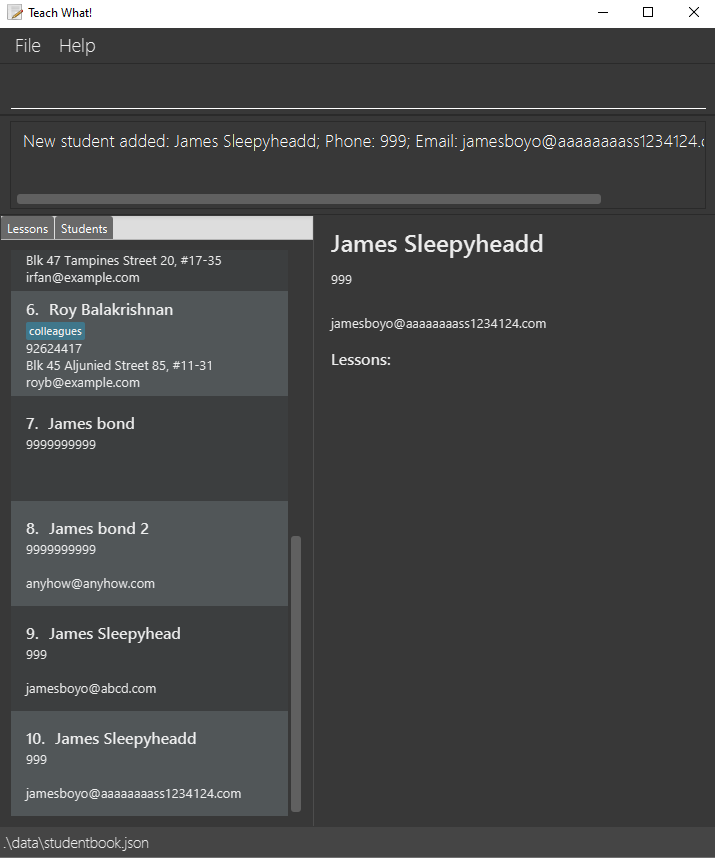 Teach What!
File Help
New student added: James Sleepyheadd; Phone: 999; Email: jamesboyo@aaaaaaaass1234124.c
Lessons Students
Blk 47 Tampines Street 20, #17-35
irfan@example.com
6. Roy Balakrishnan
colleagues
92624417
Blk 45 Aljunied Street 85, #11-31
royb@example.com
7. James bond
9999999999
8. James bond 2
9999999999
anyhow@anyhow.com
9. James Sleepyhead
999
jamesboyo@abcd.com
10. James Sleepyheadd
999
jamesboyo@aaaaaaaass1234124.com
James Sleepyheadd
999
jamesboyo@aaaaaaaass1234124.com
Lessons:
.\data\studentbook.json